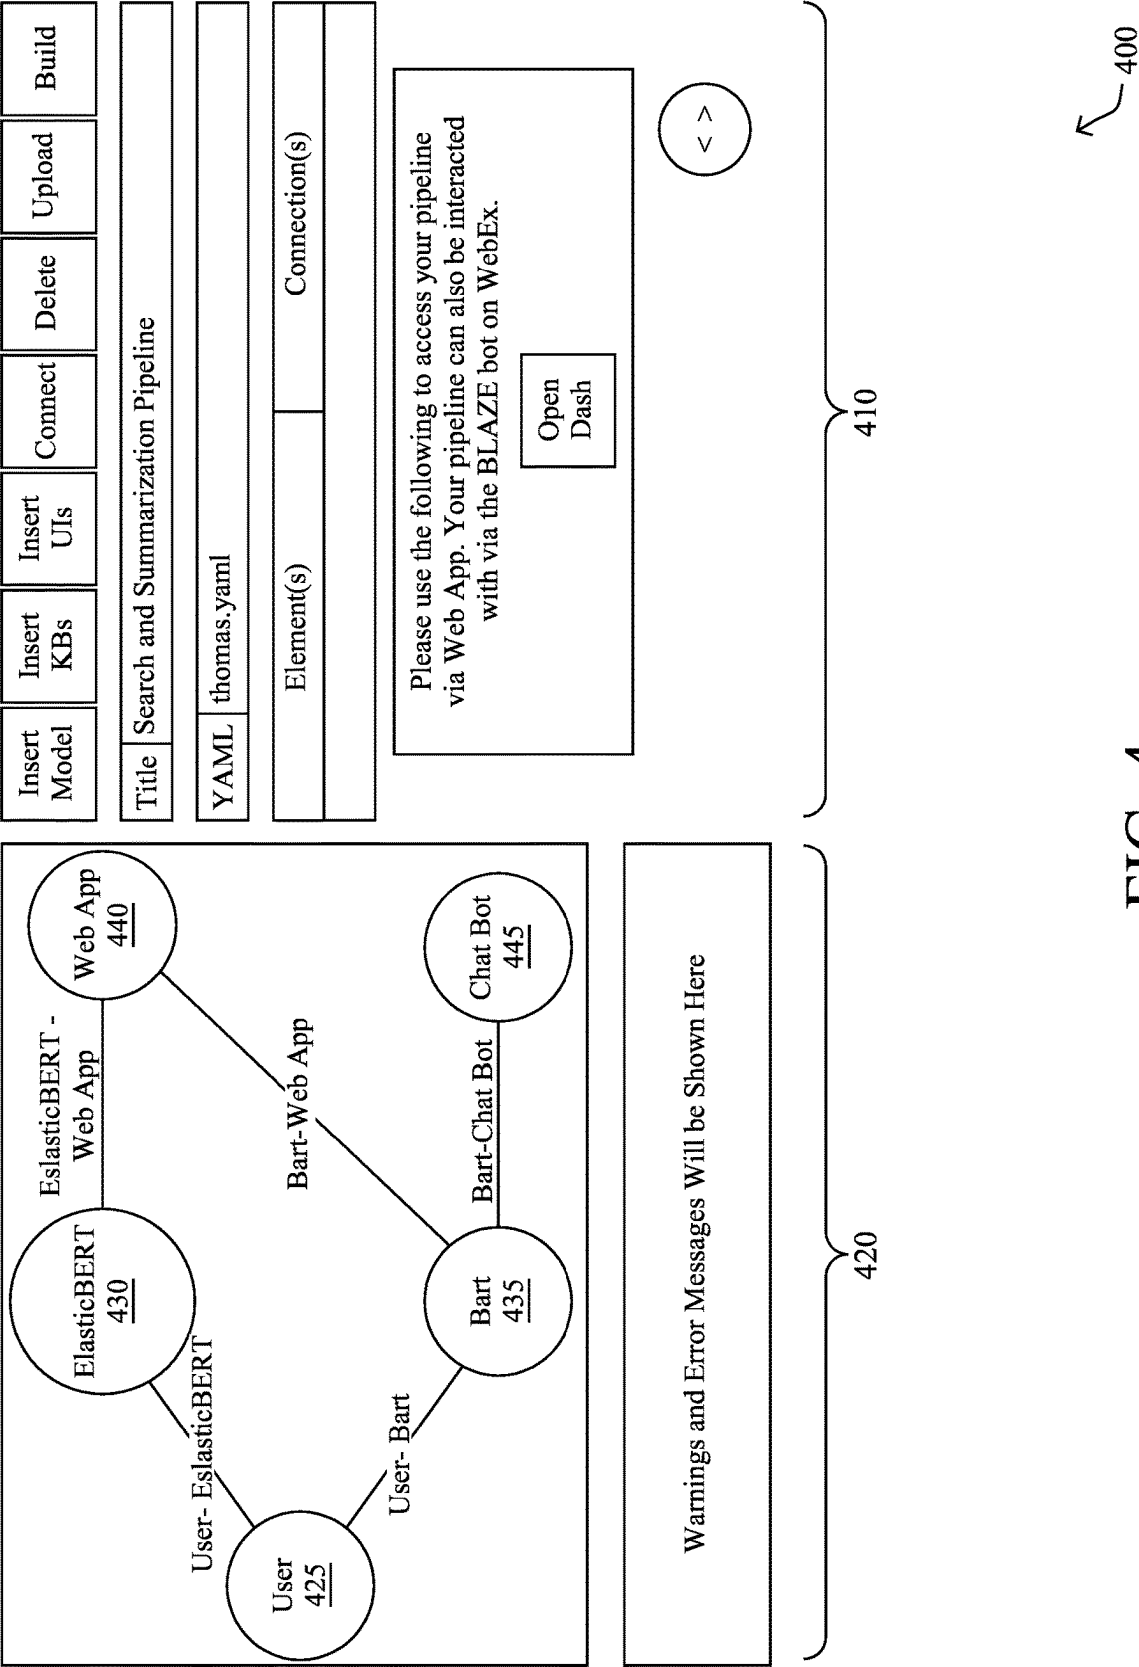 EslasticBERT -
Web App
ElasticBERT
430
Web App
440
User- EslasticBERT
Bart-Web App
User
425
User- Bart
Bart
435
Bart-Chat Bot
Chat Bot
445
Warnings and Error Messages Will be Shown Here
420
Insert
Model
Insert
KBs
Insert
UIs
Connect
Delete
Upload
Build
Title
Search and Summarization Pipeline
YAML
thomas.yaml
Element(s)
Connection(s)
Please use the following to access your pipeline
via Web App. Your pipeline can also be interacted
with via the BLAZE bot on WebEx.
Open
Dash
< >
410
400